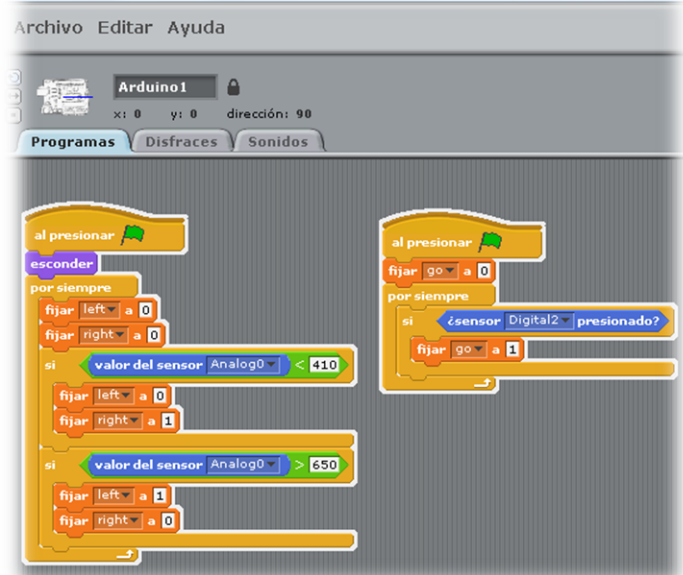 Archivo Editar Ayuda
Arduino1
x: 0 y: 0 dirección: 90
Programas Disfraces Sonidos
al presionar
esconder
por siempre
fijar left a 0
fijar right a 0
si valor del sensor Analog0 < 410
fijar left a 0
fijar right a 1
si valor del sensor Analog0 > 650
fijar left a 1
fijar right a 0
al presionar
fijar go a 0
por siempre
si ¿sensor Digital2 presionado?
fijar go a 1